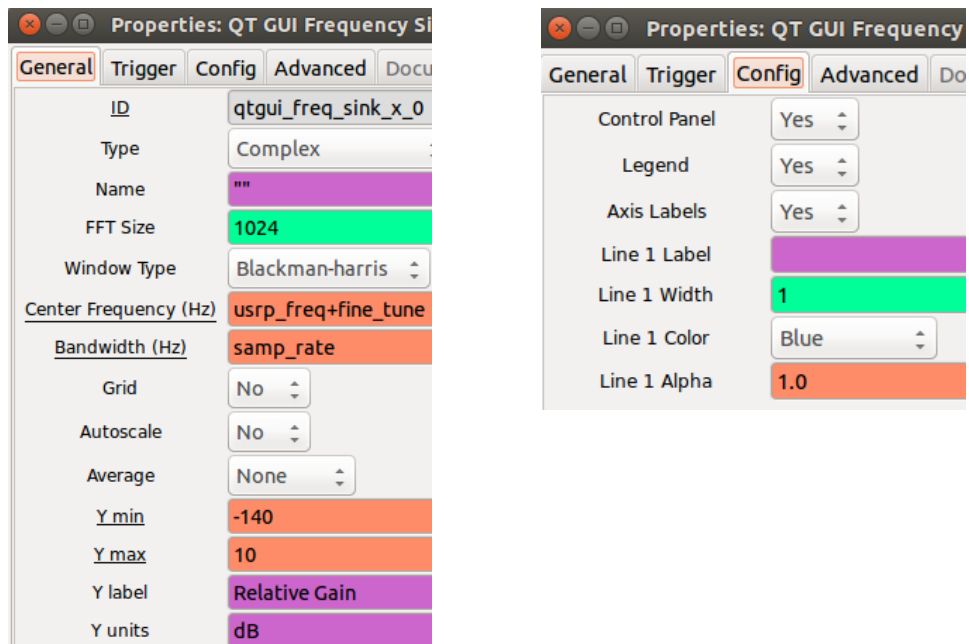 Properties: QT GUI Frequency Si
General Trigger Config Advanced Docu
ID qtgui_freq_sink_x_0
Type Complex
Name ""
FFT Size 1024
Window Type Blackman-harris
Center Frequency (Hz) usrp_freq+fine_tune
Bandwidth (Hz) samp_rate
Grid No
Autoscale No
Average None
Y min -140
Y max 10
Y label Relative Gain
Y units dB
Properties: QT GUI Frequency
General Trigger Config Advanced Do
Control Panel Yes
Legend Yes
Axis Labels Yes
Line 1 Label
Line 1 Width 1
Line 1 Color Blue
Line 1 Alpha 1.0